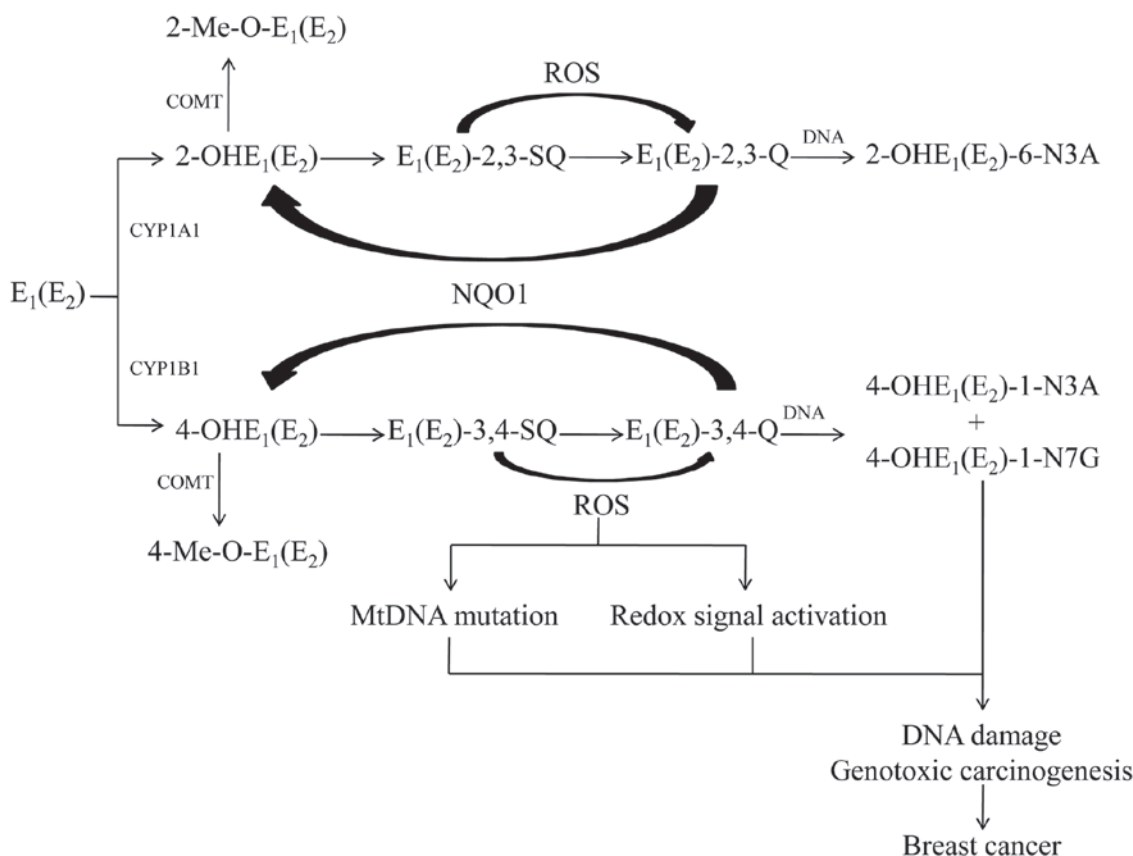 2-Me-O-E₁(E₂)
ROS
COMT
2-OHE₁(E₂)
E₁(E₂)-2,3-SQ
E₁(E₂)-2,3-Q
DNA
2-OHE₁(E₂)-6-N3A
CYP1A1
E₁(E₂)
NQO1
CYP1B1
4-OHE₁(E₂)
E₁(E₂)-3,4-SQ
E₁(E₂)-3,4-Q
DNA
4-OHE₁(E₂)-1-N3A
+
4-OHE₁(E₂)-1-N7G
COMT
ROS
4-Me-O-E₁(E₂)
MtDNA mutation
Redox signal activation
DNA damage
Genotoxic carcinogenesis
Breast cancer